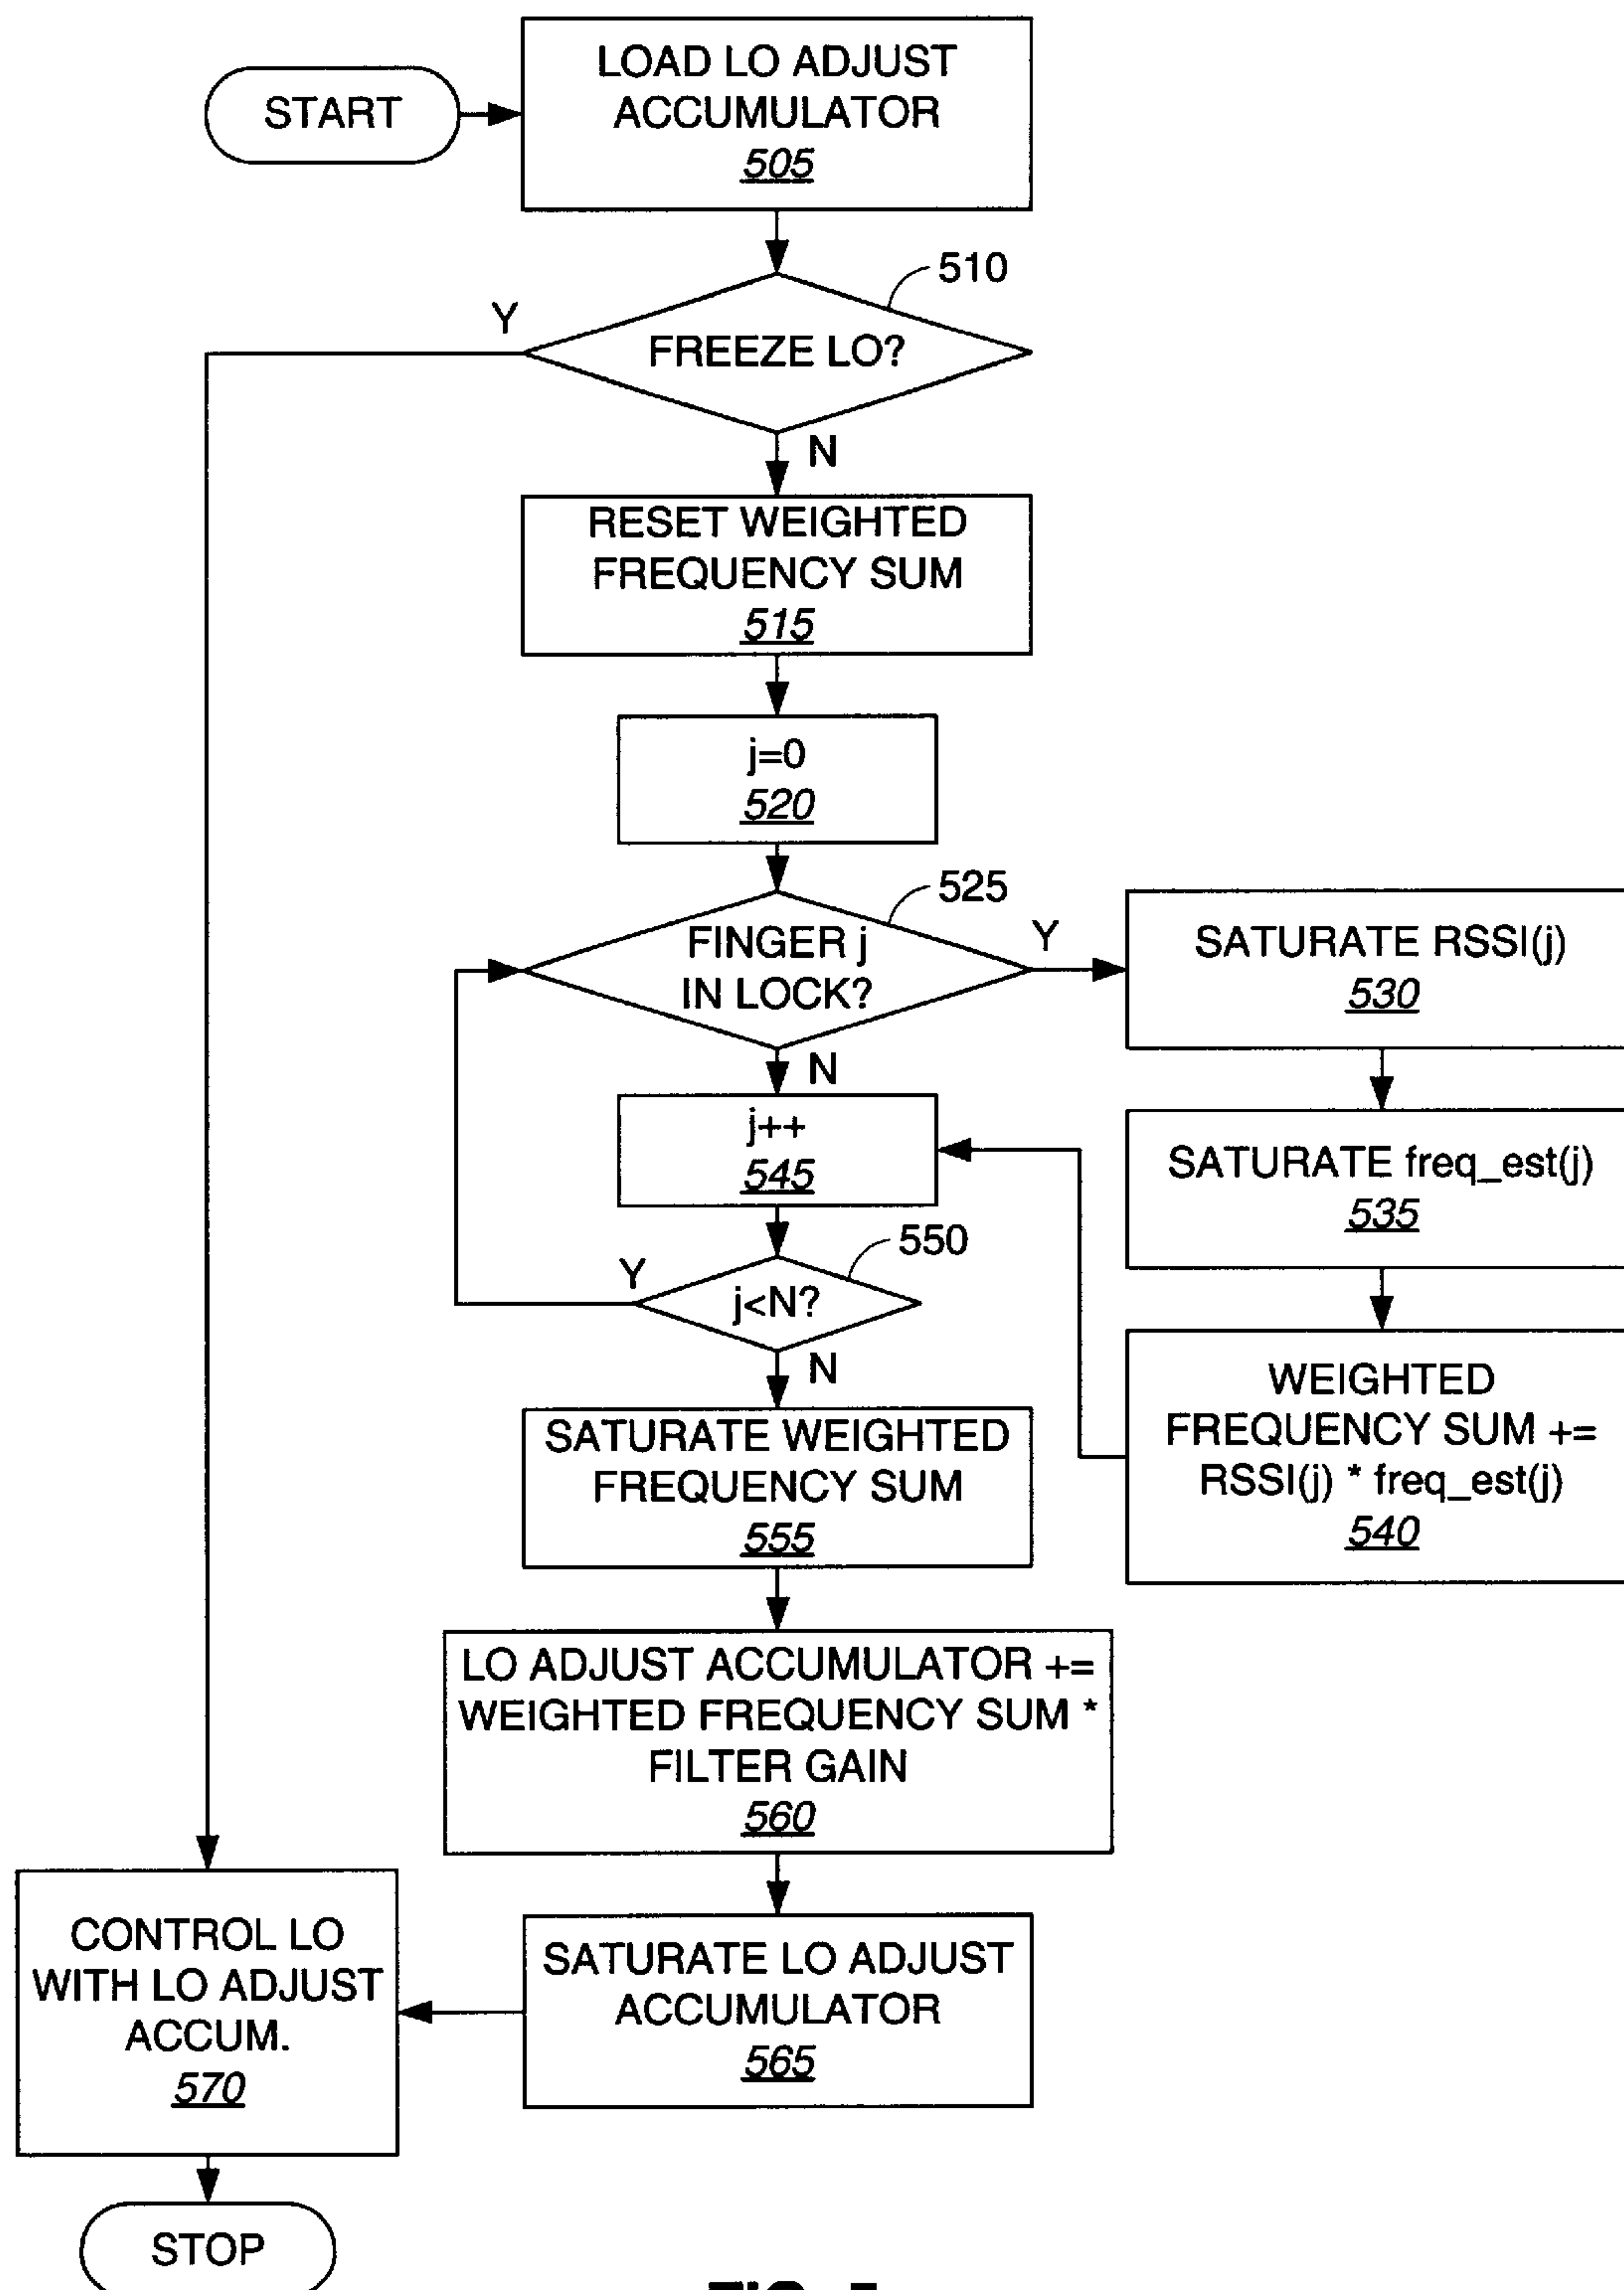 START
LOAD LO ADJUST
ACCUMULATOR
505
510
FREEZE LO?
Y
N
RESET WEIGHTED
FREQUENCY SUM
515
j=0
520
525
FINGER j
IN LOCK?
Y
N
SATURATE RSSI(j)
530
SATURATE freq_est(j)
535
WEIGHTED
FREQUENCY SUM +=
RSSI(j) * freq_est(j)
540
j++
545
550
j<N?
Y
N
SATURATE WEIGHTED
FREQUENCY SUM
555
LO ADJUST ACCUMULATOR +=
WEIGHTED FREQUENCY SUM *
FILTER GAIN
560
SATURATE LO ADJUST
ACCUMULATOR
565
CONTROL LO
WITH LO ADJUST
ACCUM.
570
STOP